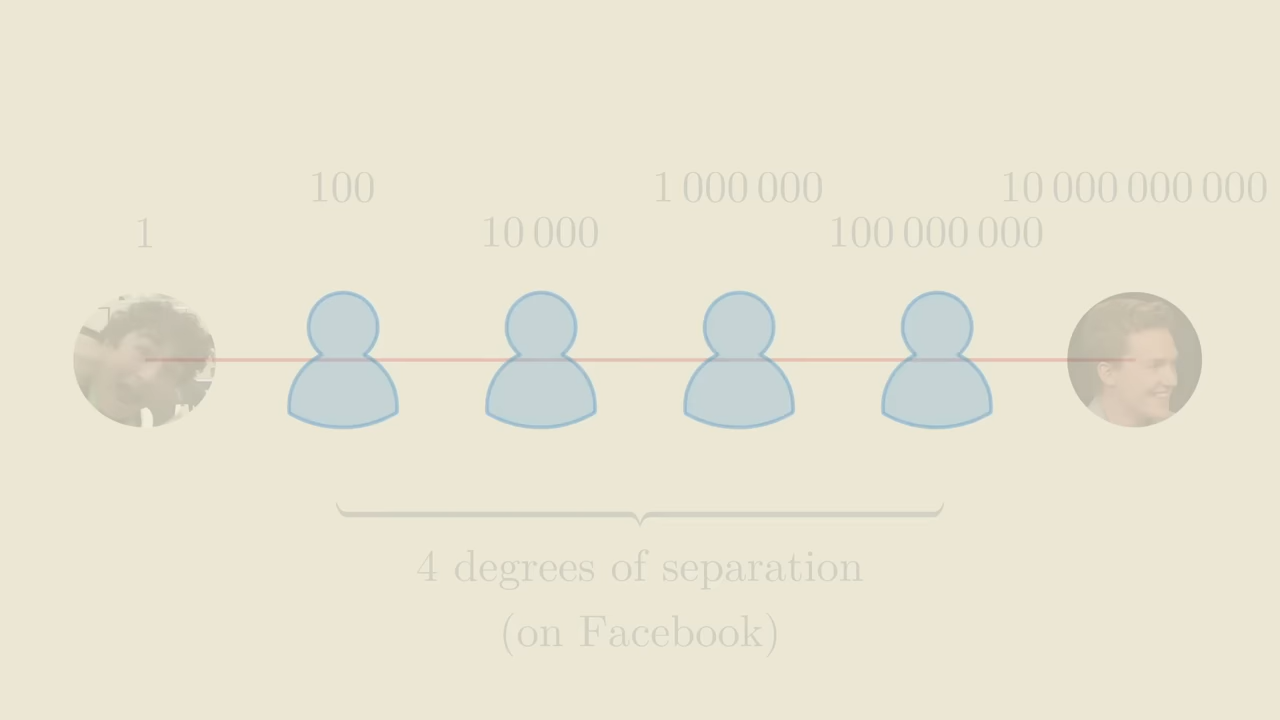 1
100
10 000
1 000 000
100 000 000
10 000 000 000
4 degrees of separation
(on Facebook)